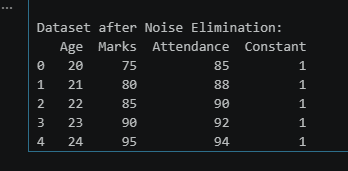 Dataset after Noise Elimination:
   Age  Marks  Attendance  Constant
0   20     75          85         1
1   21     80          88         1
2   22     85          90         1
3   23     90          92         1
4   24     95          94         1